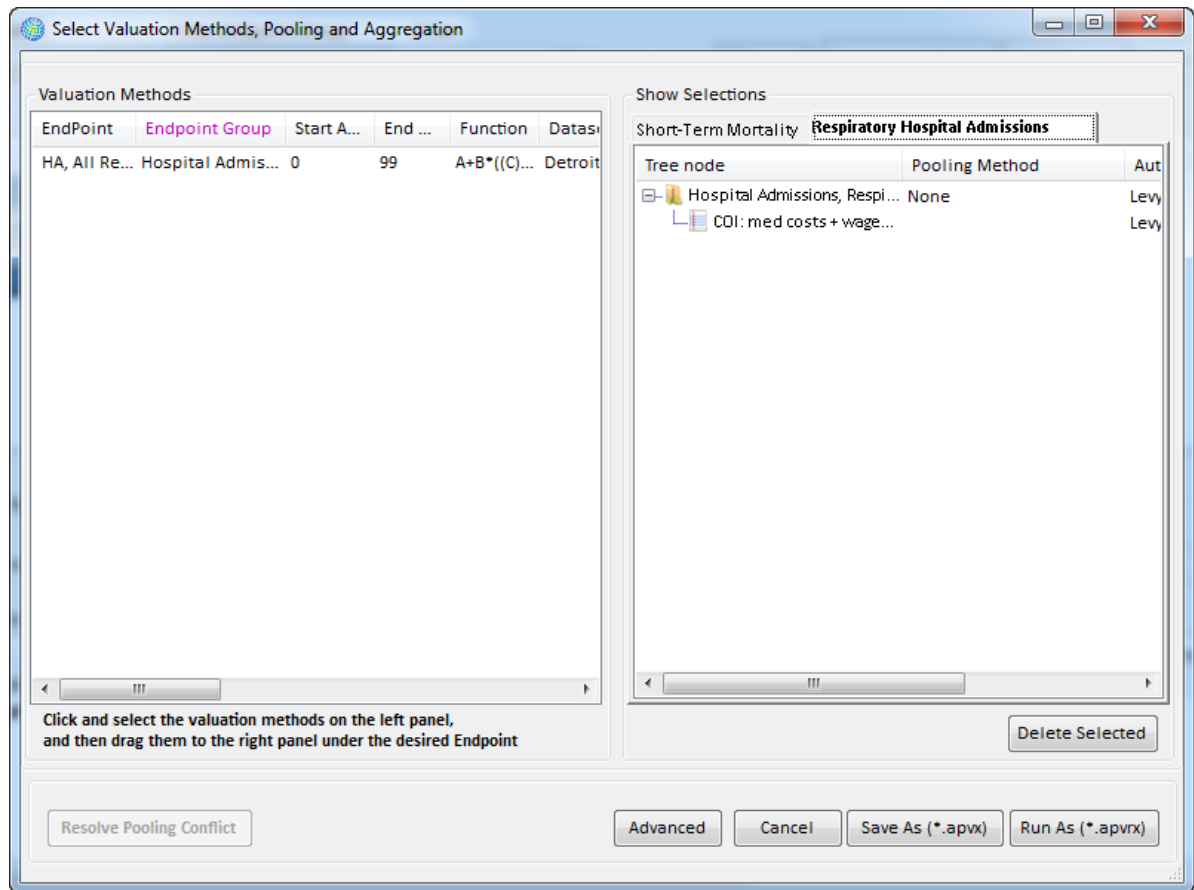 Select Valuation Methods, Pooling and Aggregation
Valuation Methods
EndPoint Endpoint Group Start A... End ... Function Datas
HA, All Re... Hospital Admis... 0 99 A+B*((C)... Detroit
Click and select the valuation methods on the left panel,
and then drag them to the right panel under the desired Endpoint
Show Selections
Short-Term Mortality Respiratory Hospital Admissions
Tree node Pooling Method Aut
Hospital Admissions, Respi... None Levy
COI: med costs + wage... Levy
Delete Selected
Resolve Pooling Conflict Advanced Cancel Save As (*.apvx) Run As (*.apvrx)